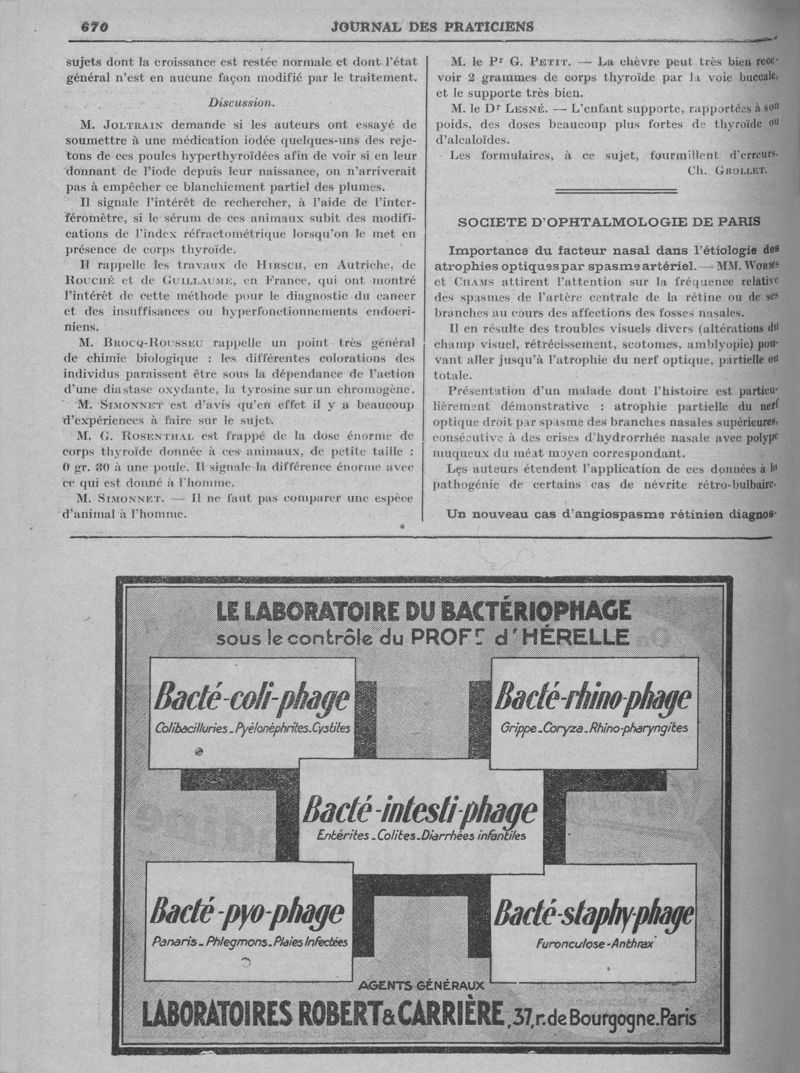 670
JOURNAL DES PRATICIENS
sujets dont la croissance est restée normale et dont l'état
général n'est en aucune façon modifié par le traitement.
Discussion.
M. JOLTRAIN demande si les auteurs ont essayé de
soumettre à une médication iodée quelques-uns des reje-
tons de ces poules hyperthyroïdées afin de voir si en leur
donnant de l'iode depuis leur naissance, on n'arriverait
pas à empêcher ce blanchiement partiel des plumes.
Il signale l'intérêt de rechercher, à l'aide de l'inter-
féromètre, si le sérum de ces animaux subit des modifi-
cations de l'index réfractométrique lorsqu'on le met en
présence de corps thyroïde.
Il rappelle les travaux de HIRSCH, en Autriche, de
ROUCHÉ et de GUILLAUME, en France, qui ont montré
l'intérêt de cette méthode pour le diagnostic du cancer
et des insuffisances ou hyperfonctionnements endocri-
niens.
M. BROCQ-ROUSSEU rappelle un point très général
de chimie biologique : les différentes colorations des
individus paraissent être sous la dépendance de l'action
d'une diastase oxydante, la tyrosine sur un chromogène.
M. SIMONNET est d'avis qu'en effet il y a beaucoup
d'expériences à faire sur le sujet.
M. G. ROSENTHAL est frappé de la dose énorme de
corps thyroïde donnée à ces animaux, de petite taille :
0 gr. 80 à une poule. Il signale la différence énorme avec
ce qui est donné à l'homme.
M. SIMONNET. — Il ne faut pas comparer une espèce
d'animal à l'homme.
M. le Pr G. PETIT. — La chèvre peut très bien rece-
voir 2 grammes de corps thyroïde par la voie buccale,
et le supporte très bien.
M. le Dr LESNÉ. — L'enfant supporte, rapportées à son
poids, des doses beaucoup plus fortes de thyroïde ou
d'alcaloïdes.
Les formulaires, à ce sujet, fourmillent d'erreurs.
Ch. GROLLET.
SOCIETE D'OPHTALMOLOGIE DE PARIS
Importance du facteur nasal dans l'étiologie des
atrophies optiques par spasme artériel. — MM. WORMS
et CHAMS attirent l'attention sur la fréquence relative
des spasmes de l'artère centrale de la rétine ou de ses
branches au cours des affections des fosses nasales.
Il en résulte des troubles visuels divers (altérations du
champ visuel, rétrécissement, scotomes, amblyopie) pou-
vant aller jusqu'à l'atrophie du nerf optique, partielle ou
totale.
Présentation d'un malade dont l'histoire est particu-
lièrement démonstrative : atrophie partielle du nerf
optique droit par spasme des branches nasales supérieures,
consécutive à des crises d'hydrorrhée nasale avec polype
muqueux du méat moyen correspondant.
Les auteurs étendent l'application de ces données à la
pathogénie de certains cas de névrite rétro-bulbaire.
Un nouveau cas d'angiospasme rétinien diagnos-
LE LABORATOIRE DU BACTÉRIOPHAGE
sous le contrôle du PROFr d'HÉRELLE
Bacté-coli-phage
Colibacilluries_Pyélonéphrites_Cystites
Bacté-rhino-phage
Grippe_Coryza_Rhino-pharyngites
Bacté-intesti-phage
Entérites_Colites_Diarrhées infantiles
Bacté-pyo-phage
Panaris_Phlegmons_Plaies Infectées
Bacté-staphy-phage
Furonculose-Anthrax
AGENTS GÉNÉRAUX
LABORATOIRES ROBERT & CARRIÈRE, 37, r. de Bourgogne_Paris